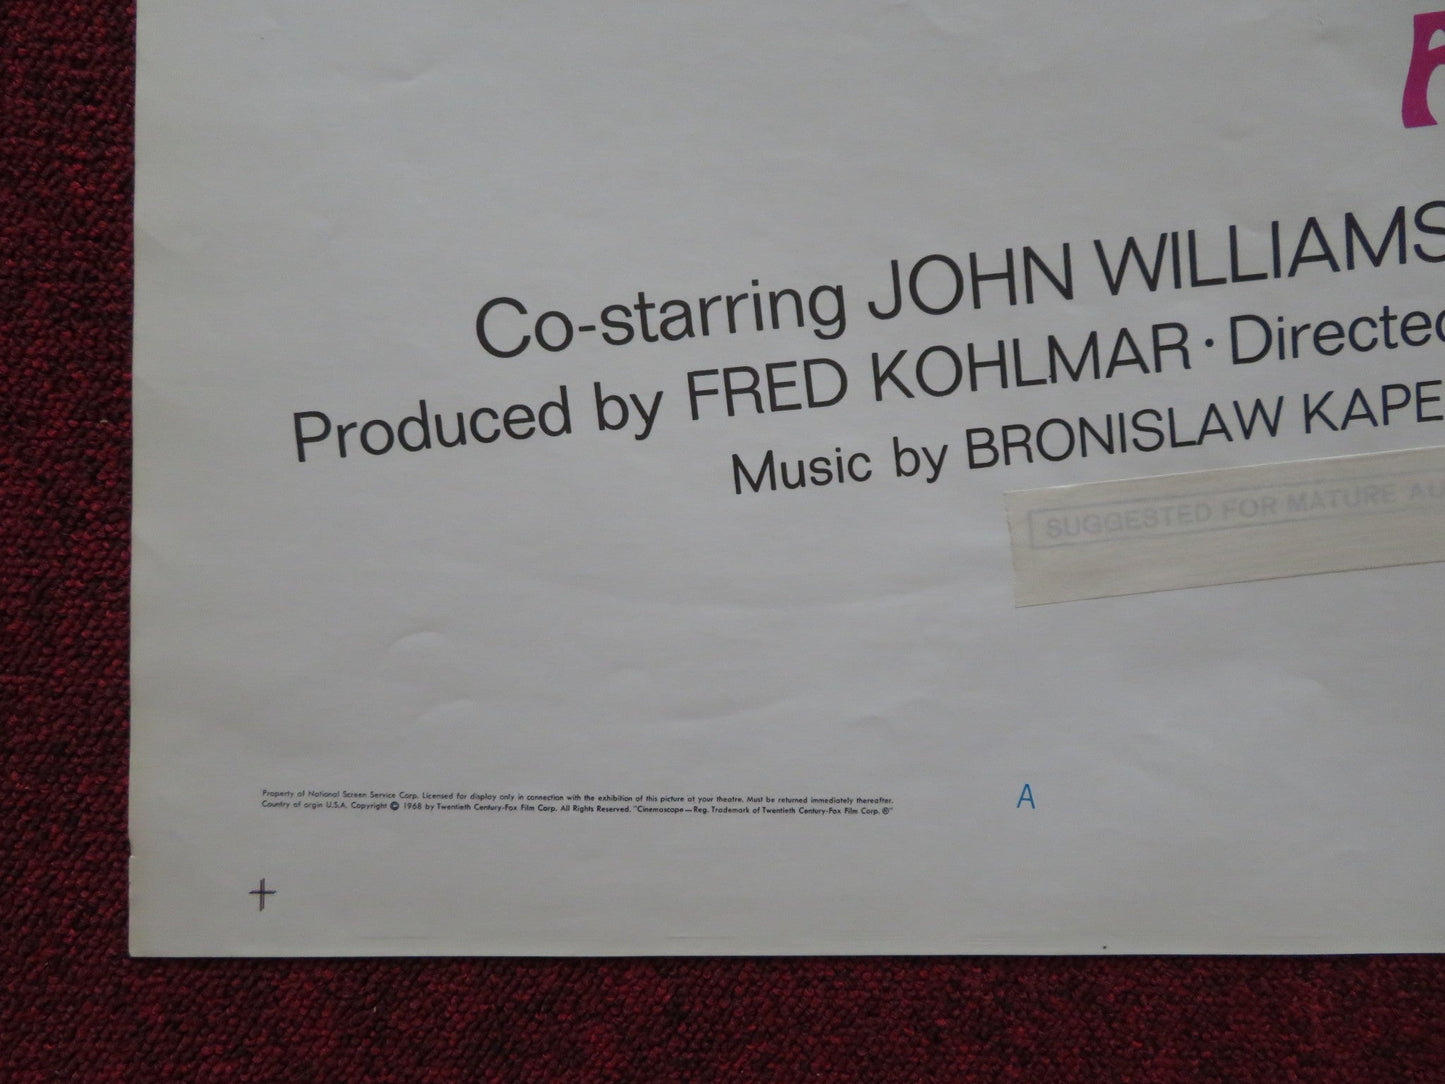 Co-starring JOHN WILLIAMS
Produced by FRED KOHLMAR · Directed
Music by BRONISLAW KAPE
SUGGESTED FOR MATURE AU
Property of National Screen Service Corp. Licensed for display only in connection with the exhibition of this picture at your theatre. Must be returned immediately thereafter.
Country of orgin U.S.A. Copyright © 1968 by Twentieth Century-Fox Film Corp. All Rights Reserved. "Cinemascope—Reg. Trademark of Twentieth Century-Fox Film Corp. ®"
A